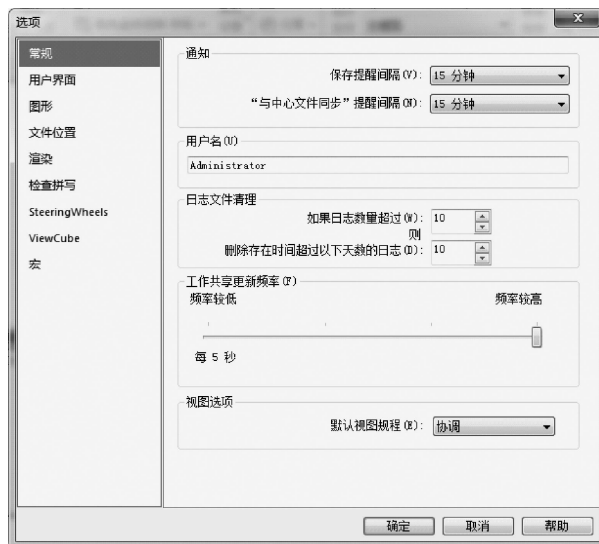 选项
常规
用户界面
图形
文件位置
渲染
检查拼写
SteeringWheels
ViewCube
宏
通知
保存提醒间隔(V): 15 分钟
“与中心文件同步”提醒间隔(N): 15 分钟
用户名(U)
Administrator
日志文件清理
如果日志数量超过(W): 10
则
删除存在时间超过以下天数的日志(D): 10
工作共享更新频率(F)
频率较低 频率较高
每 5 秒
视图选项
默认视图规程(E): 协调
确定 取消 帮助